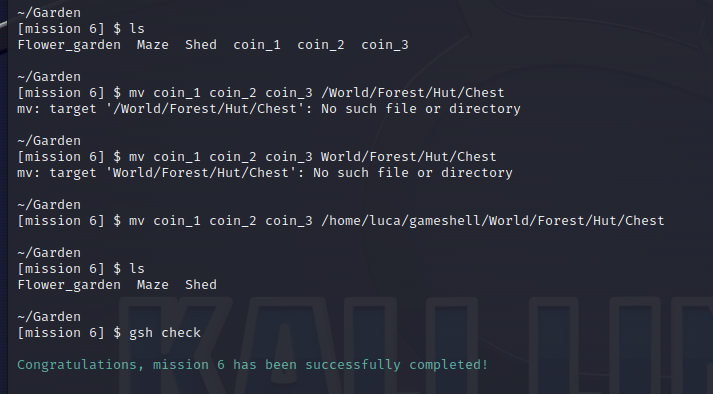 ~/Garden
[mission 6] $ ls
Flower_garden  Maze  Shed  coin_1  coin_2  coin_3
~/Garden
[mission 6] $ mv coin_1 coin_2 coin_3 /World/Forest/Hut/Chest
mv: target '/World/Forest/Hut/Chest': No such file or directory
~/Garden
[mission 6] $ mv coin_1 coin_2 coin_3 World/Forest/Hut/Chest
mv: target 'World/Forest/Hut/Chest': No such file or directory
~/Garden
[mission 6] $ mv coin_1 coin_2 coin_3 /home/luca/gameshell/World/Forest/Hut/Chest
~/Garden
[mission 6] $ ls
Flower_garden  Maze  Shed
~/Garden
[mission 6] $ gsh check
Congratulations, mission 6 has been successfully completed!